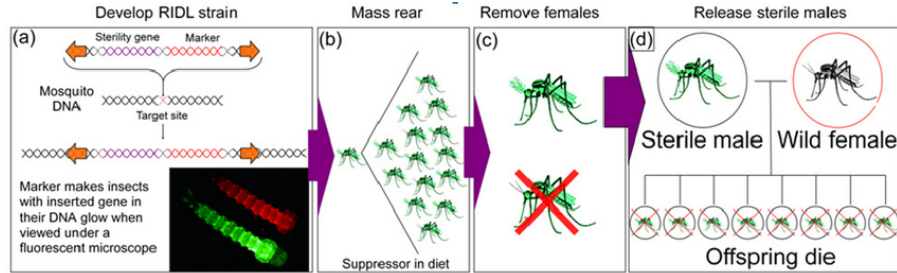 Develop RIDL strain
Mass rear
Remove females
Release sterile males
(a)
Sterility gene
Marker
Mosquito
DNA
Target site
Marker makes insects
with inserted gene in
their DNA glow when
viewed under a
fluorescent microscope
(b)
Suppressor in diet
(c)
(d)
Sterile male
Wild female
Offspring die